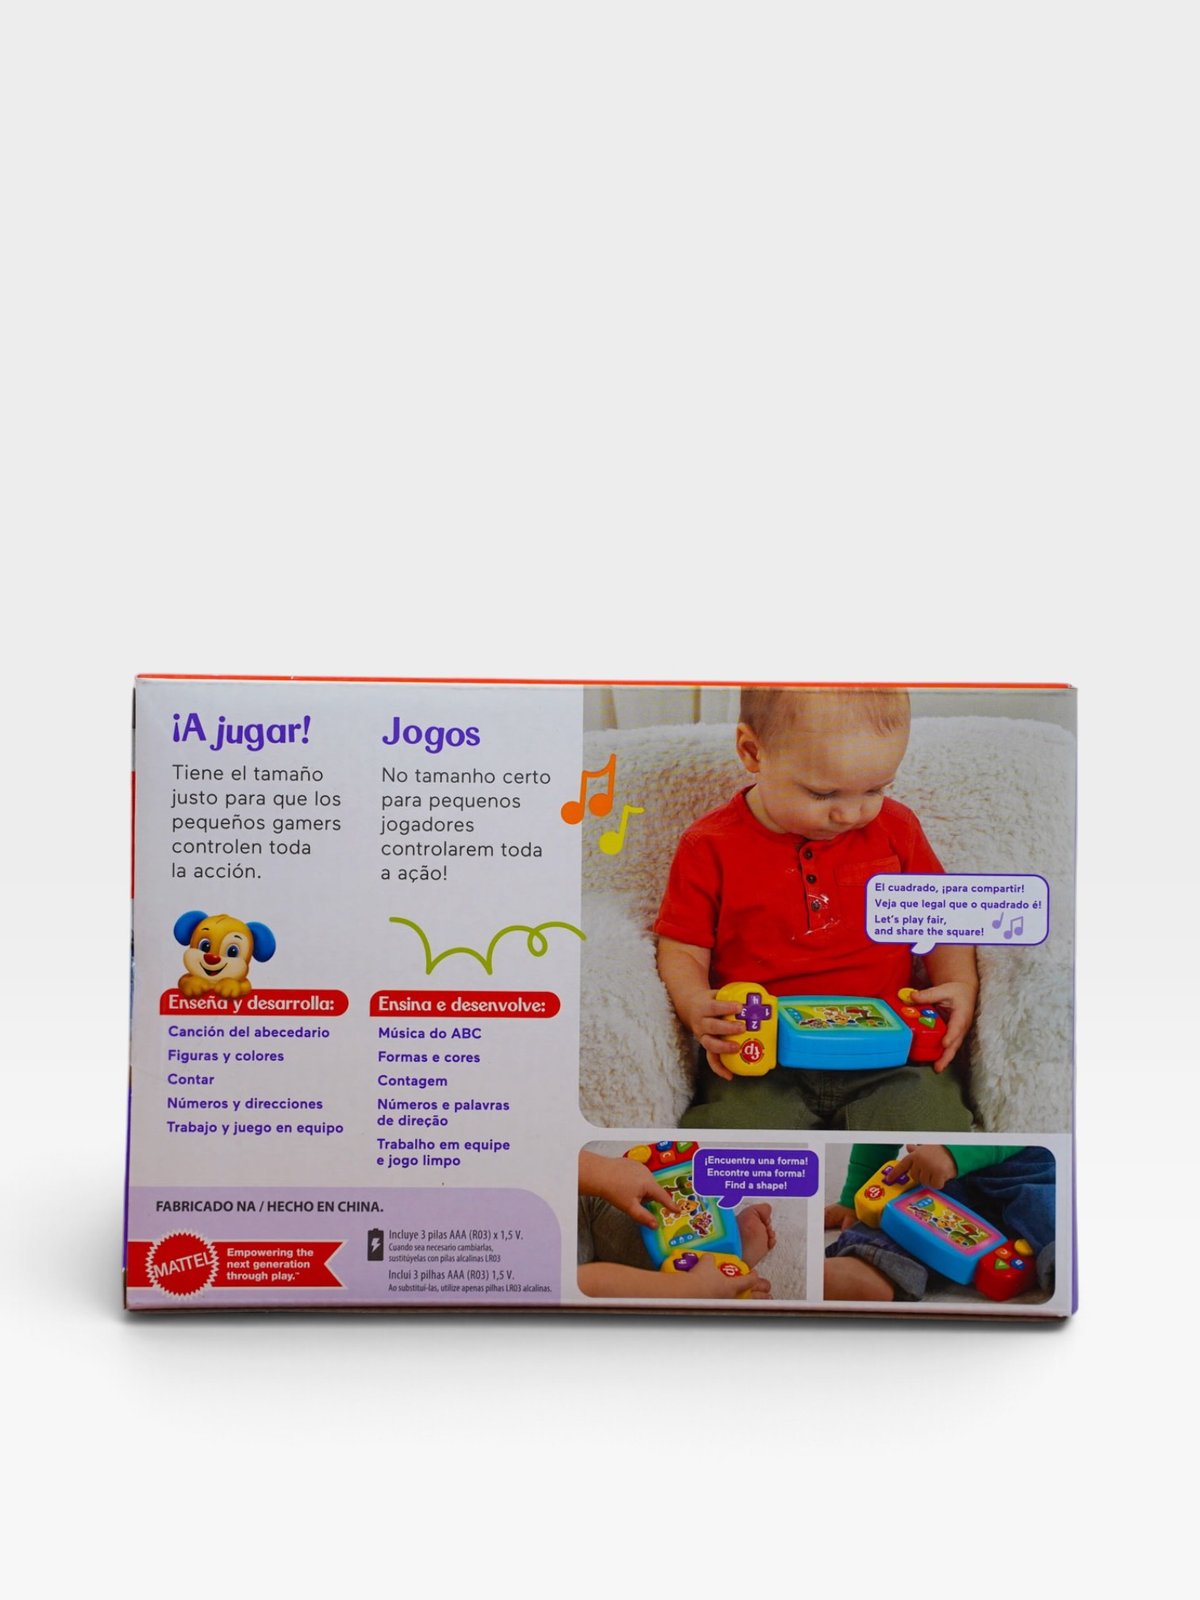 ¡A jugar!
Tiene el tamaño
justo para que los
pequeños gamers
controlen toda
la acción.
Jogos
No tamanho certo
para pequenos
jogadores
controlarem toda
a ação!
Enseña y desarrolla:
Canción del abecedario
Figuras y colores
Contar
Números y direcciones
Trabajo y juego en equipo
Ensina e desenvolve:
Música do ABC
Formas e cores
Contagem
Números e palavras
de direção
Trabalho em equipe
e jogo limpo
El cuadrado, ¡para compartir!
Veja que legal que o quadrado é!
Let's play fair,
and share the square!
¡Encuentra una forma!
Encontre uma forma!
Find a shape!
FABRICADO NA / HECHO EN CHINA.
MATTEL
Empowering the
next generation
through play.™
Incluye 3 pilas AAA (R03) x 1,5 V.
Cuando sea necesario cambiarlas,
sustitúyelas con pilas alcalinas LR03
Inclui 3 pilhas AAA (R03) 1,5 V.
Ao substituí-las, utilize apenas pilhas LR03 alcalinas.
fp
4
3
1
2